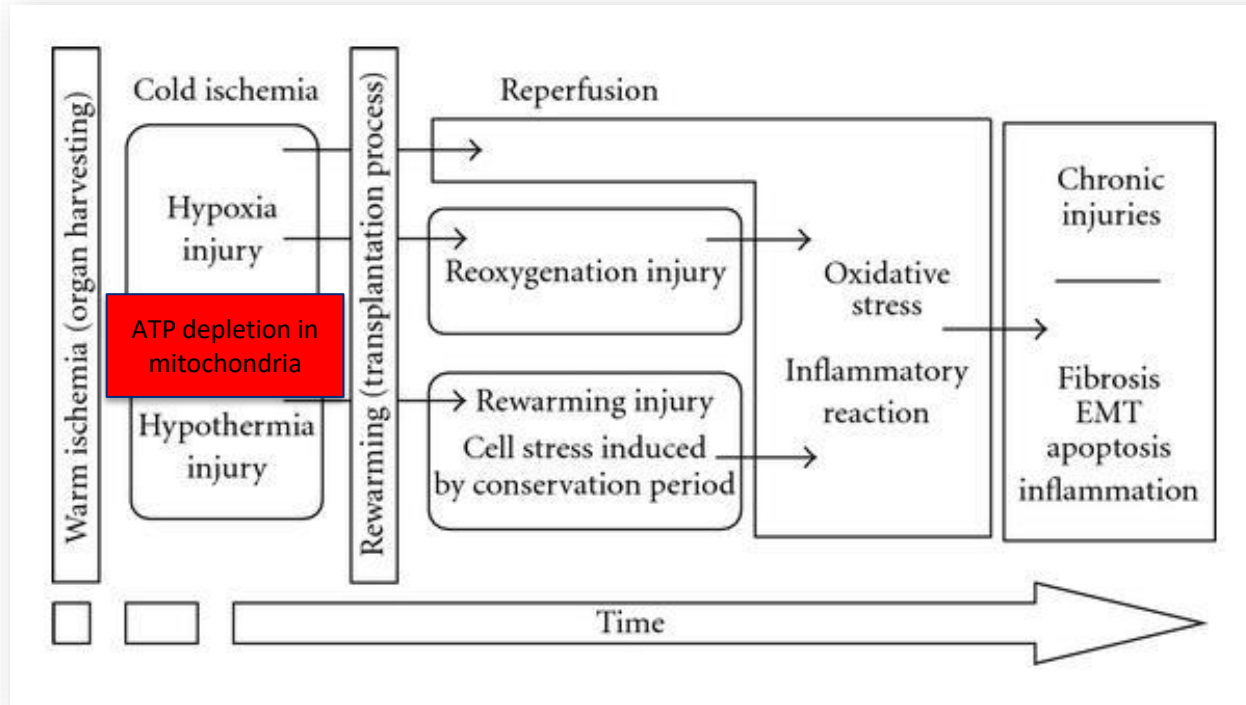 Warm ischemia (organ harvesting)
Cold ischemia
Hypoxia
injury
ATP depletion in
mitochondria
Hypothermia
injury
Rewarming (transplantation process)
Reperfusion
Reoxygenation injury
Rewarming injury
Cell stress induced
by conservation period
Oxidative
stress
Inflammatory
reaction
Chronic
injuries
Fibrosis
EMT
apoptosis
inflammation
Time